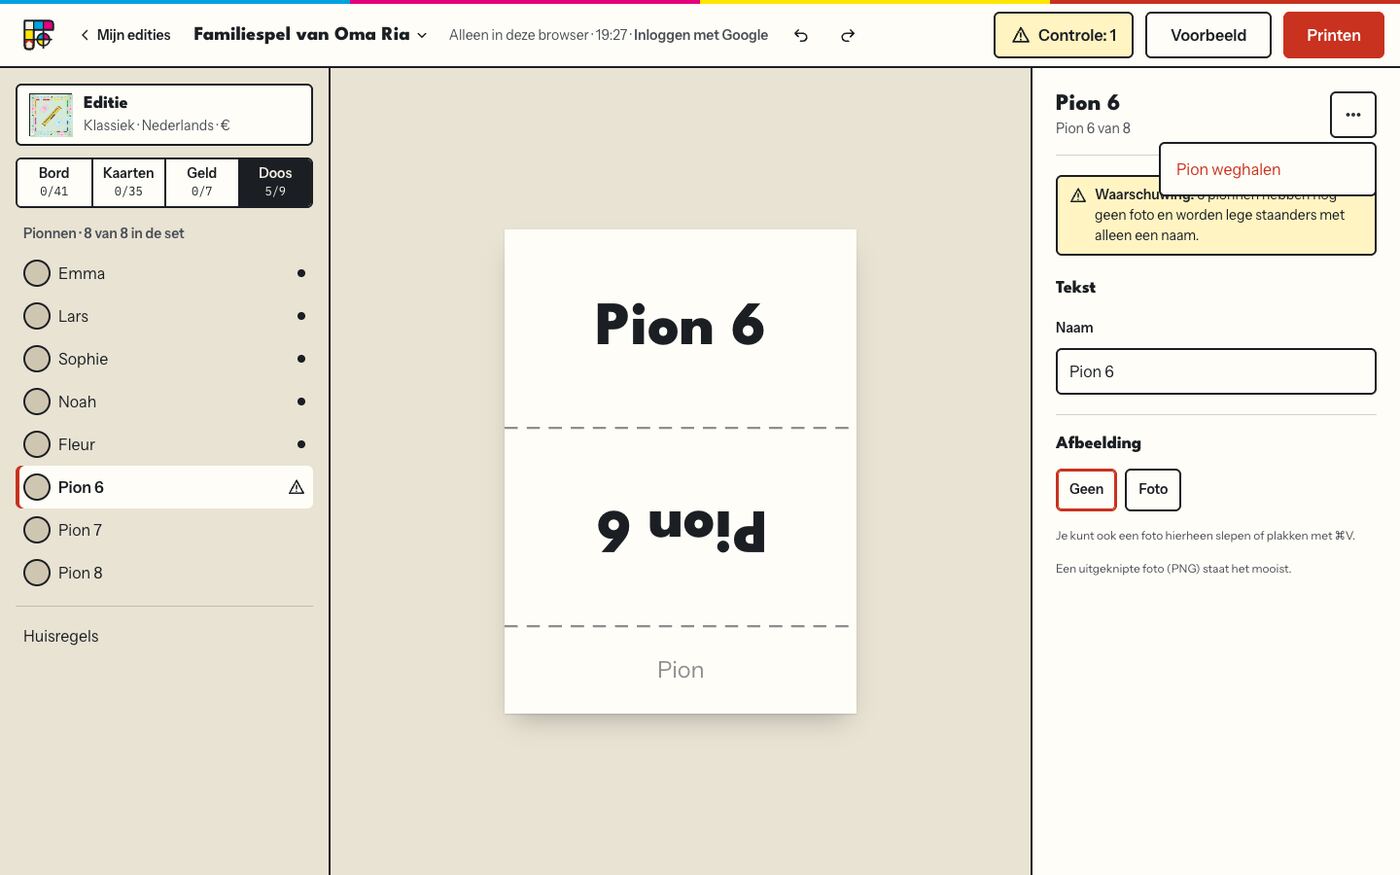 Mijn edities
Familiespel van Oma Ria
Alleen in deze browser · 19:27 · Inloggen met Google
Controle: 1
Voorbeeld
Printen
Editie
Klassiek · Nederlands · €
Bord
0/41
Kaarten
0/35
Geld
0/7
Doos
5/9
Pionnen · 8 van 8 in de set
Emma
Lars
Sophie
Noah
Fleur
Pion 6
Pion 7
Pion 8
Huisregels
Pion 6
Pion 6
Pion
Pion 6
Pion 6 van 8
Pion weghalen
Waarschuwing: pionnen hebben nog
geen foto en worden lege staanders met
alleen een naam.
Tekst
Naam
Pion 6
Afbeelding
Geen
Foto
Je kunt ook een foto hierheen slepen of plakken met ⌘V.
Een uitgeknipte foto (PNG) staat het mooist.